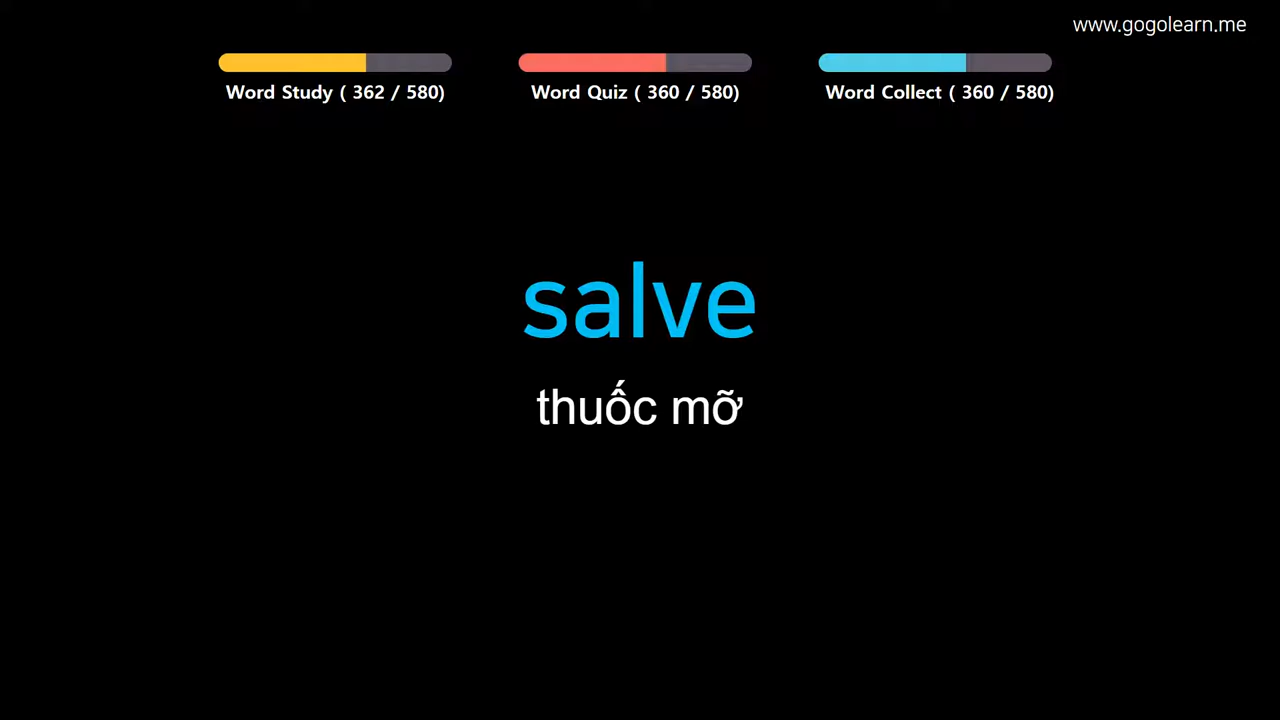 www.gogolearn.me
Word Study ( 362 / 580)
Word Quiz ( 360 / 580)
Word Collect ( 360 / 580)
salve
thuốc mỡ